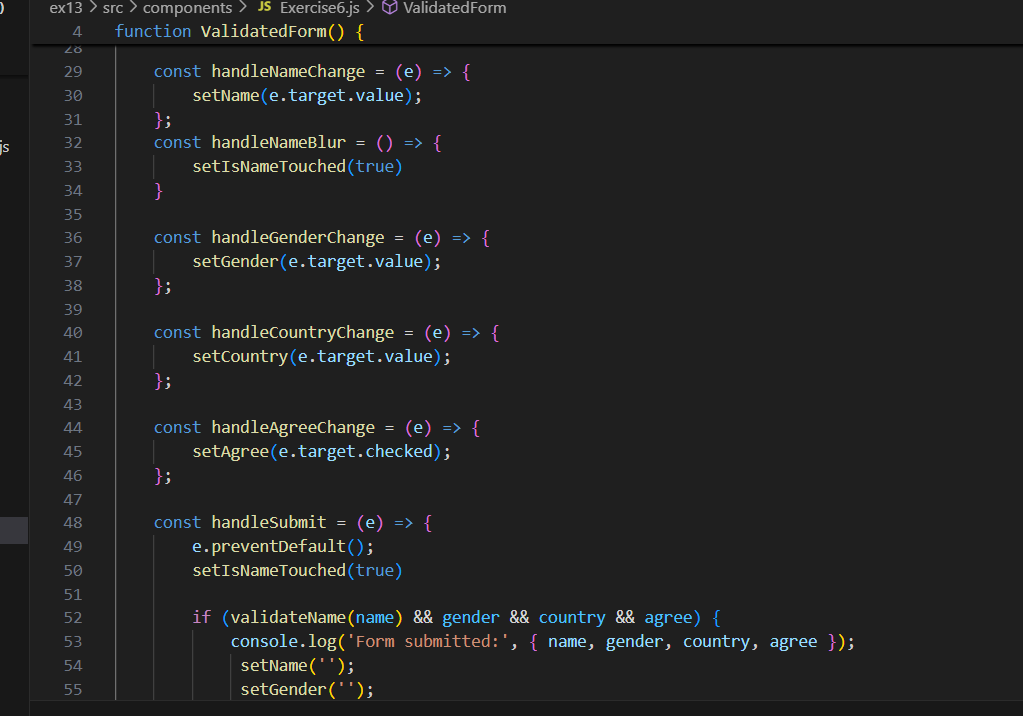 ex13 > src > components > JS Exercise6.js > ValidatedForm
4 function ValidatedForm() {
28
29 const handleNameChange = (e) => {
30 setName(e.target.value);
31 };
32 const handleNameBlur = () => {
33 setIsNameTouched(true)
34 }
35
36 const handleGenderChange = (e) => {
37 setGender(e.target.value);
38 };
39
40 const handleCountryChange = (e) => {
41 setCountry(e.target.value);
42 };
43
44 const handleAgreeChange = (e) => {
45 setAgree(e.target.checked);
46 };
47
48 const handleSubmit = (e) => {
49 e.preventDefault();
50 setIsNameTouched(true)
51
52 if (validateName(name) && gender && country && agree) {
53 console.log('Form submitted:', { name, gender, country, agree });
54 setName('');
55 setGender('');
js